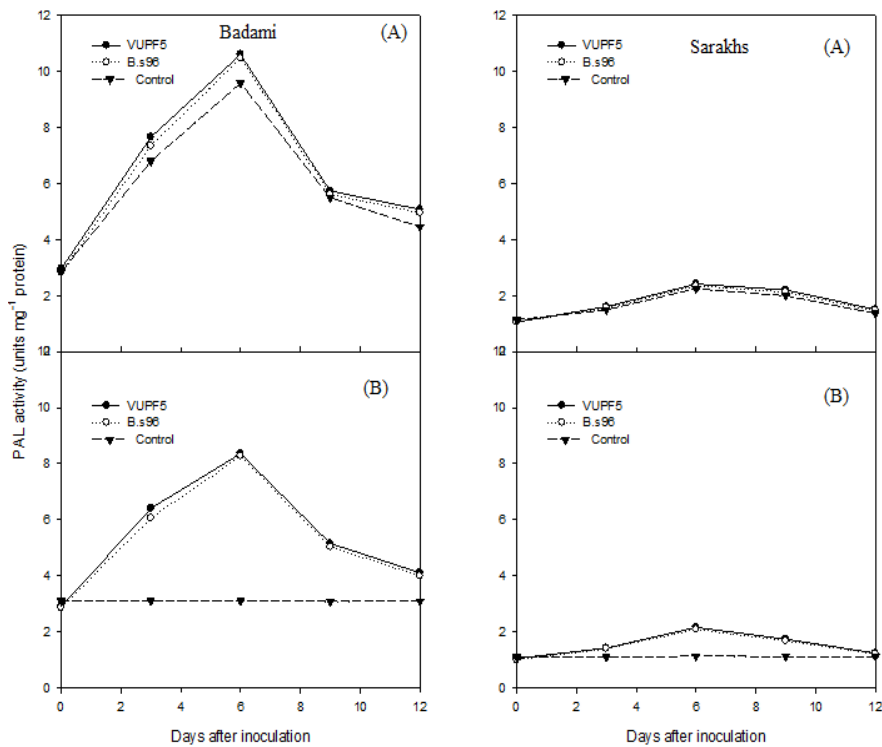 Badami
(A)
VUPF5
B.s96
Control
12
10
8
6
4
2
Sarakhs
(A)
VUPF5
B.s96
Control
12
10
8
6
4
2
PAL activity (units mg⁻¹ protein)
(B)
VUPF5
B.s96
Control
12
10
8
6
4
2
0
0 2 4 6 8 10 12
Days after inoculation
(B)
VUPF5
B.s96
Control
12
10
8
6
4
2
0
0 2 4 6 8 10 12
Days after inoculation